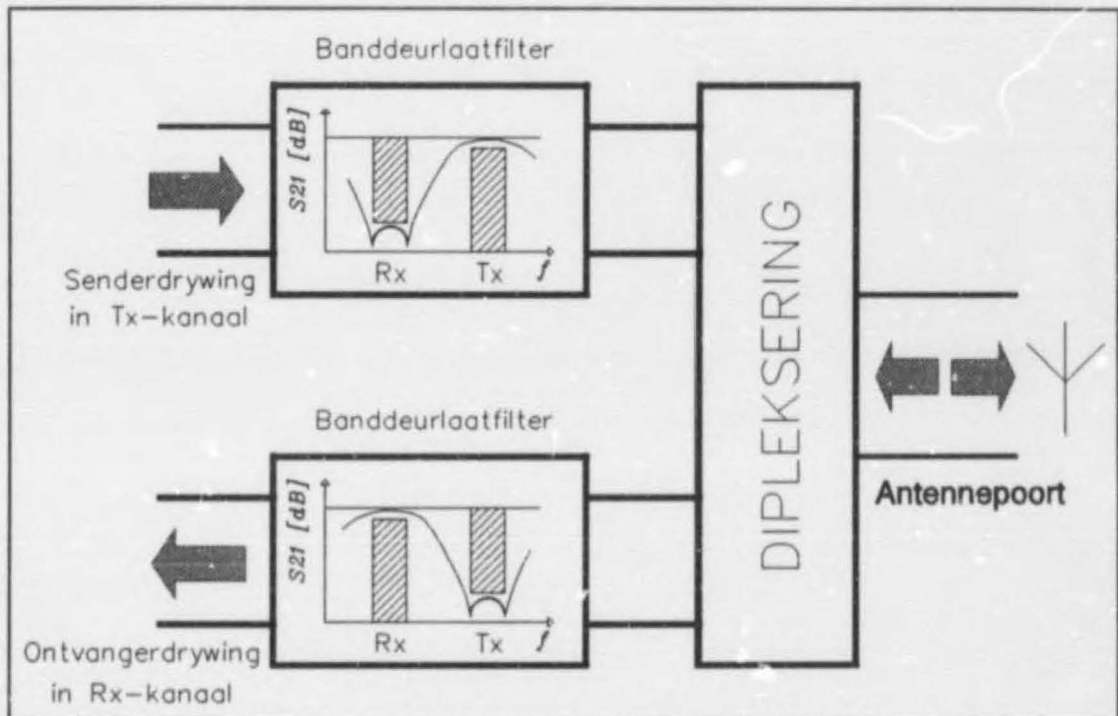 Banddeurlaatfilter
S21 [dB]
Rx Tx f
Senderdrywing
in Tx-kanaal
DIPLEKSERING
Antennepoort
Banddeurlaatfilter
S21 [dB]
Rx Tx f
Ontvangerdrywing
in Rx-kanaal